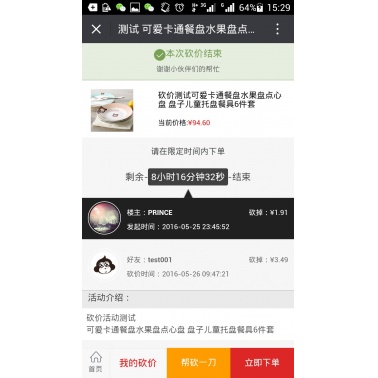 3G G 64% 15:29
测试 可爱卡通餐盘水果盘点...
本次砍价结束
谢谢小伙伴们的帮忙
砍价测试可爱卡通餐盘水果盘点心
盘 盘子儿童托盘餐具6件套
当前价格:¥94.60
请在限定时间内下单
剩余-8小时16分钟32秒-结束
楼主：PRINCE 砍掉：¥1.91
发起时间：2016-05-25 23:45:52
好友：test001 砍掉：¥3.49
砍价时间：2016-05-26 09:47:21
活动介绍：
砍价活动测试
可爱卡通餐盘水果盘点心盘 盘子儿童托盘餐具6件套
首页 我的砍价 帮砍一刀 立即下单